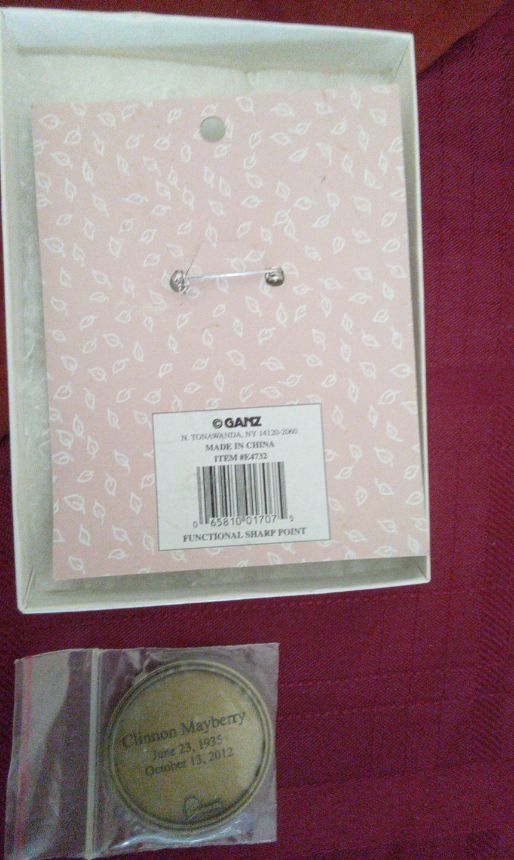 © GANZ
N. TONAWANDA, NY 14120-2060
MADE IN CHINA
ITEM #E4732
0 65810 01707 5
FUNCTIONAL SHARP POINT
Clinnon Mayberry
June 23, 1935
October 13, 2012